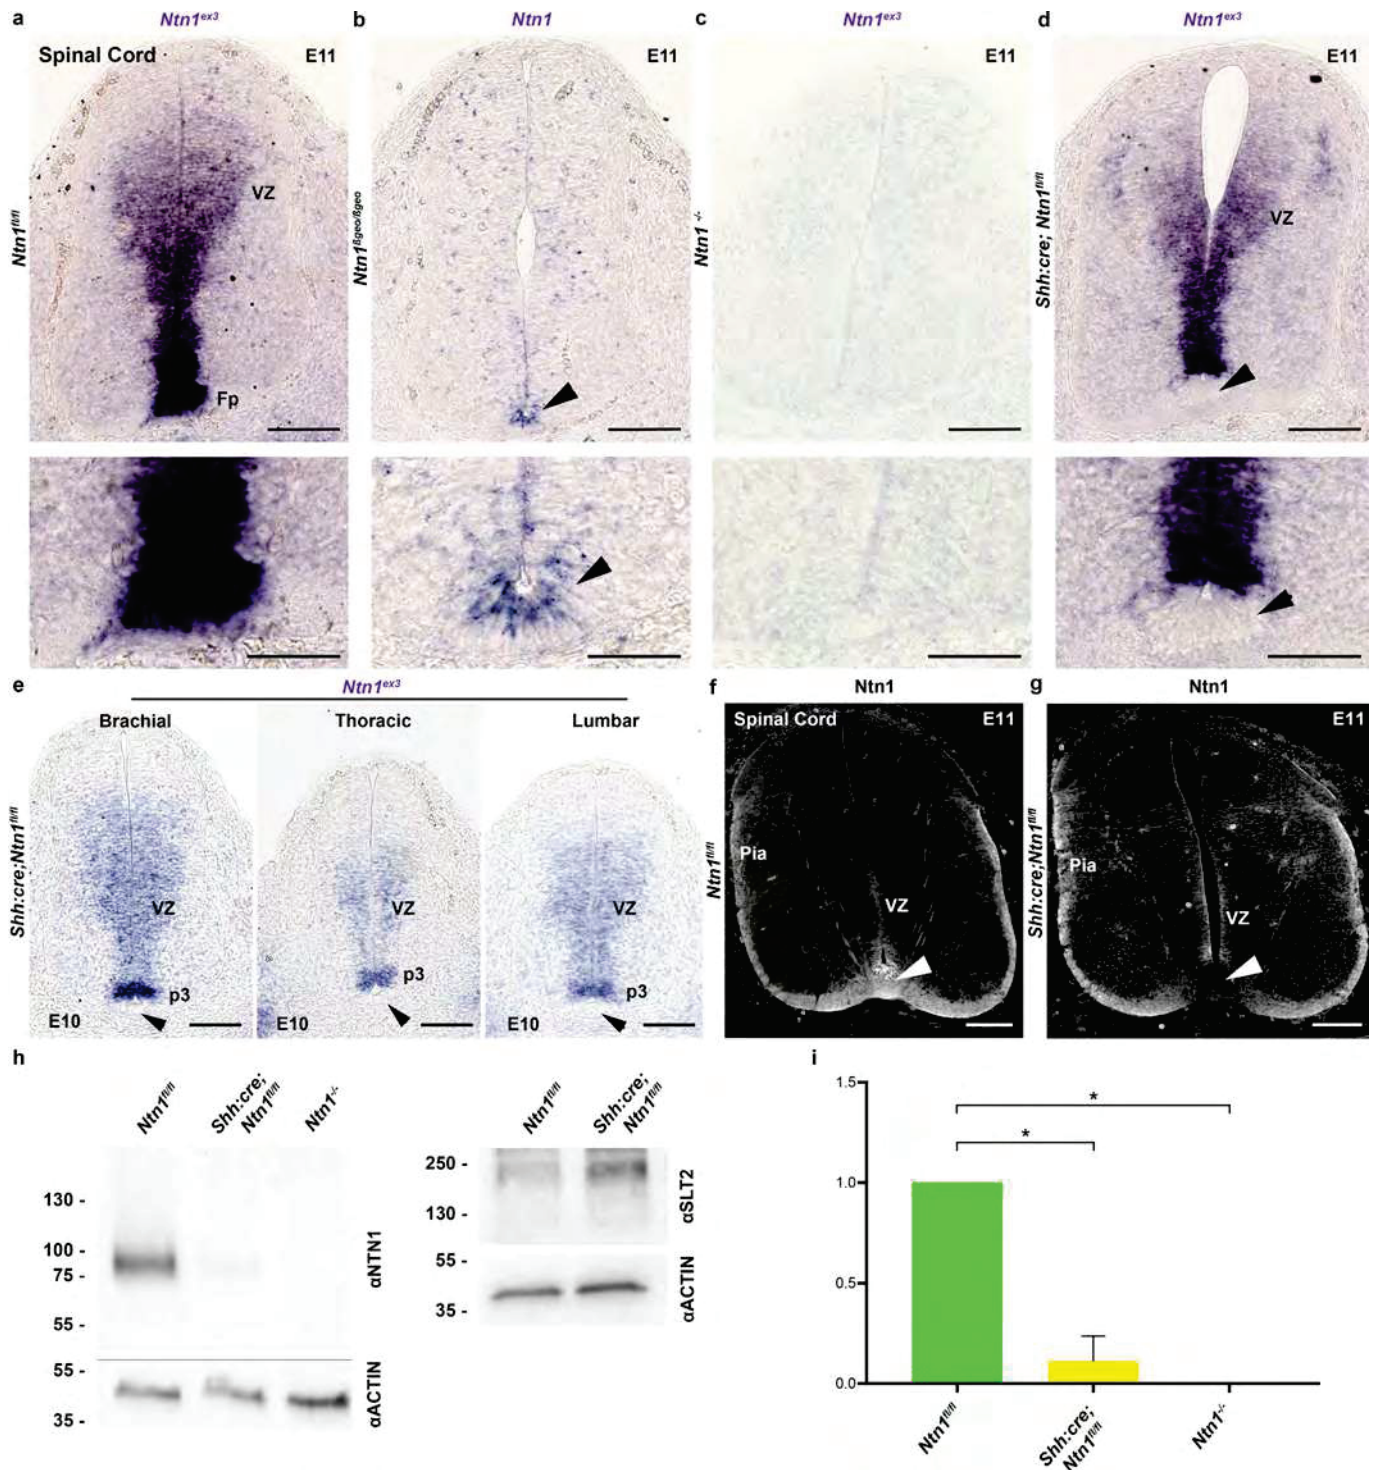 a
Ntn1ex3
Spinal Cord
E11
Ntn1fl/fl
VZ
Fp
b
Ntn1
E11
Ntn1βgeo/βgeo
c
Ntn1ex3
E11
Ntn1-/-
d
Ntn1ex3
E11
Shh:cre; Ntn1fl/fl
VZ
e
Ntn1ex3
Brachial
Thoracic
Lumbar
Shh:cre;Ntn1fl/fl
VZ
p3
E10
VZ
p3
E10
VZ
p3
E10
f
Ntn1
Spinal Cord
E11
Ntn1fl/fl
Pia
VZ
g
Ntn1
E11
Shh:cre;Ntn1fl/fl
Pia
VZ
h
Ntn1fl/fl
Shh:cre;
Ntn1fl/fl
Ntn1-/-
130 -
100 -
75 -
55 -
αNTN1
55 -
35 -
αACTIN
Ntn1fl/fl
Shh:cre;
Ntn1fl/fl
250 -
130 -
αSLT2
55 -
35 -
αACTIN
i
1.5
1.0
0.5
0.0
*
*
Ntn1fl/fl
Shh:cre;
Ntn1fl/fl
Ntn1-/-